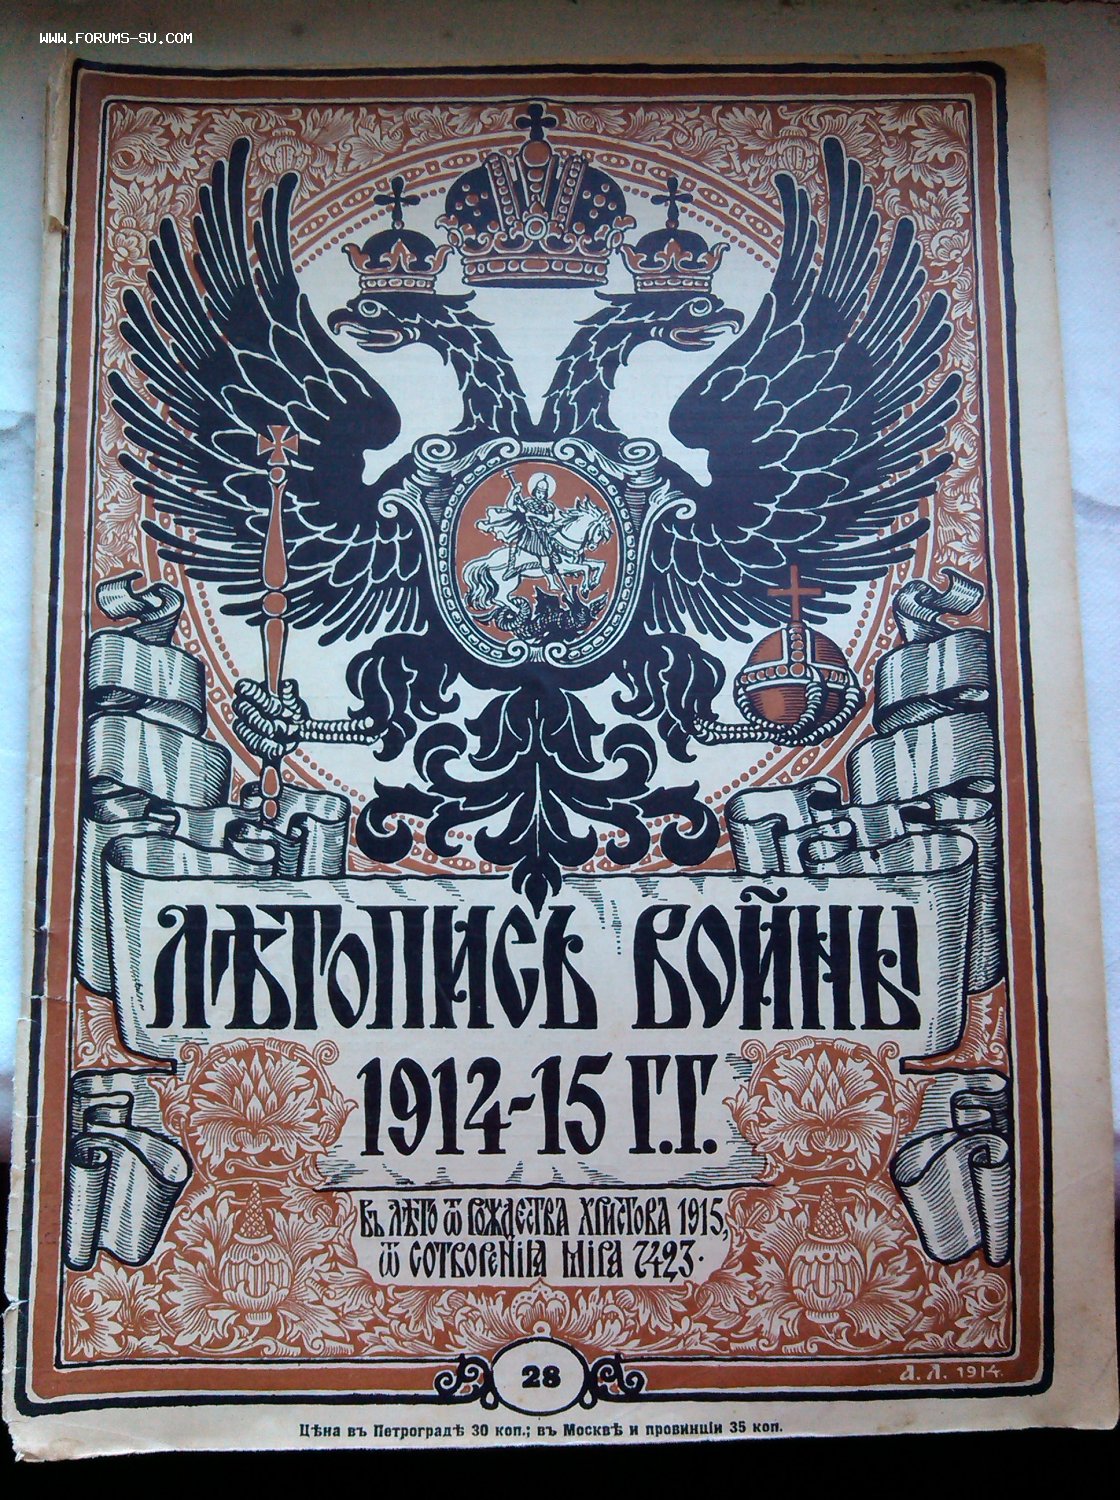 WWW.FORUMS-SU.COM
ЛѢТОПИСЬ ВОЙНЫ
1914-15 Г.Г.
ВЪ ЛѢТО Ѿ РОЖДЕСТВА ХРИСТОВА 1915,
Ѿ СОТВОРЕНІЯ МІРА 7423.
28
А. Л. 1914.
Цѣна въ Петроградѣ 30 коп.; въ Москвѣ и провинціи 35 коп.